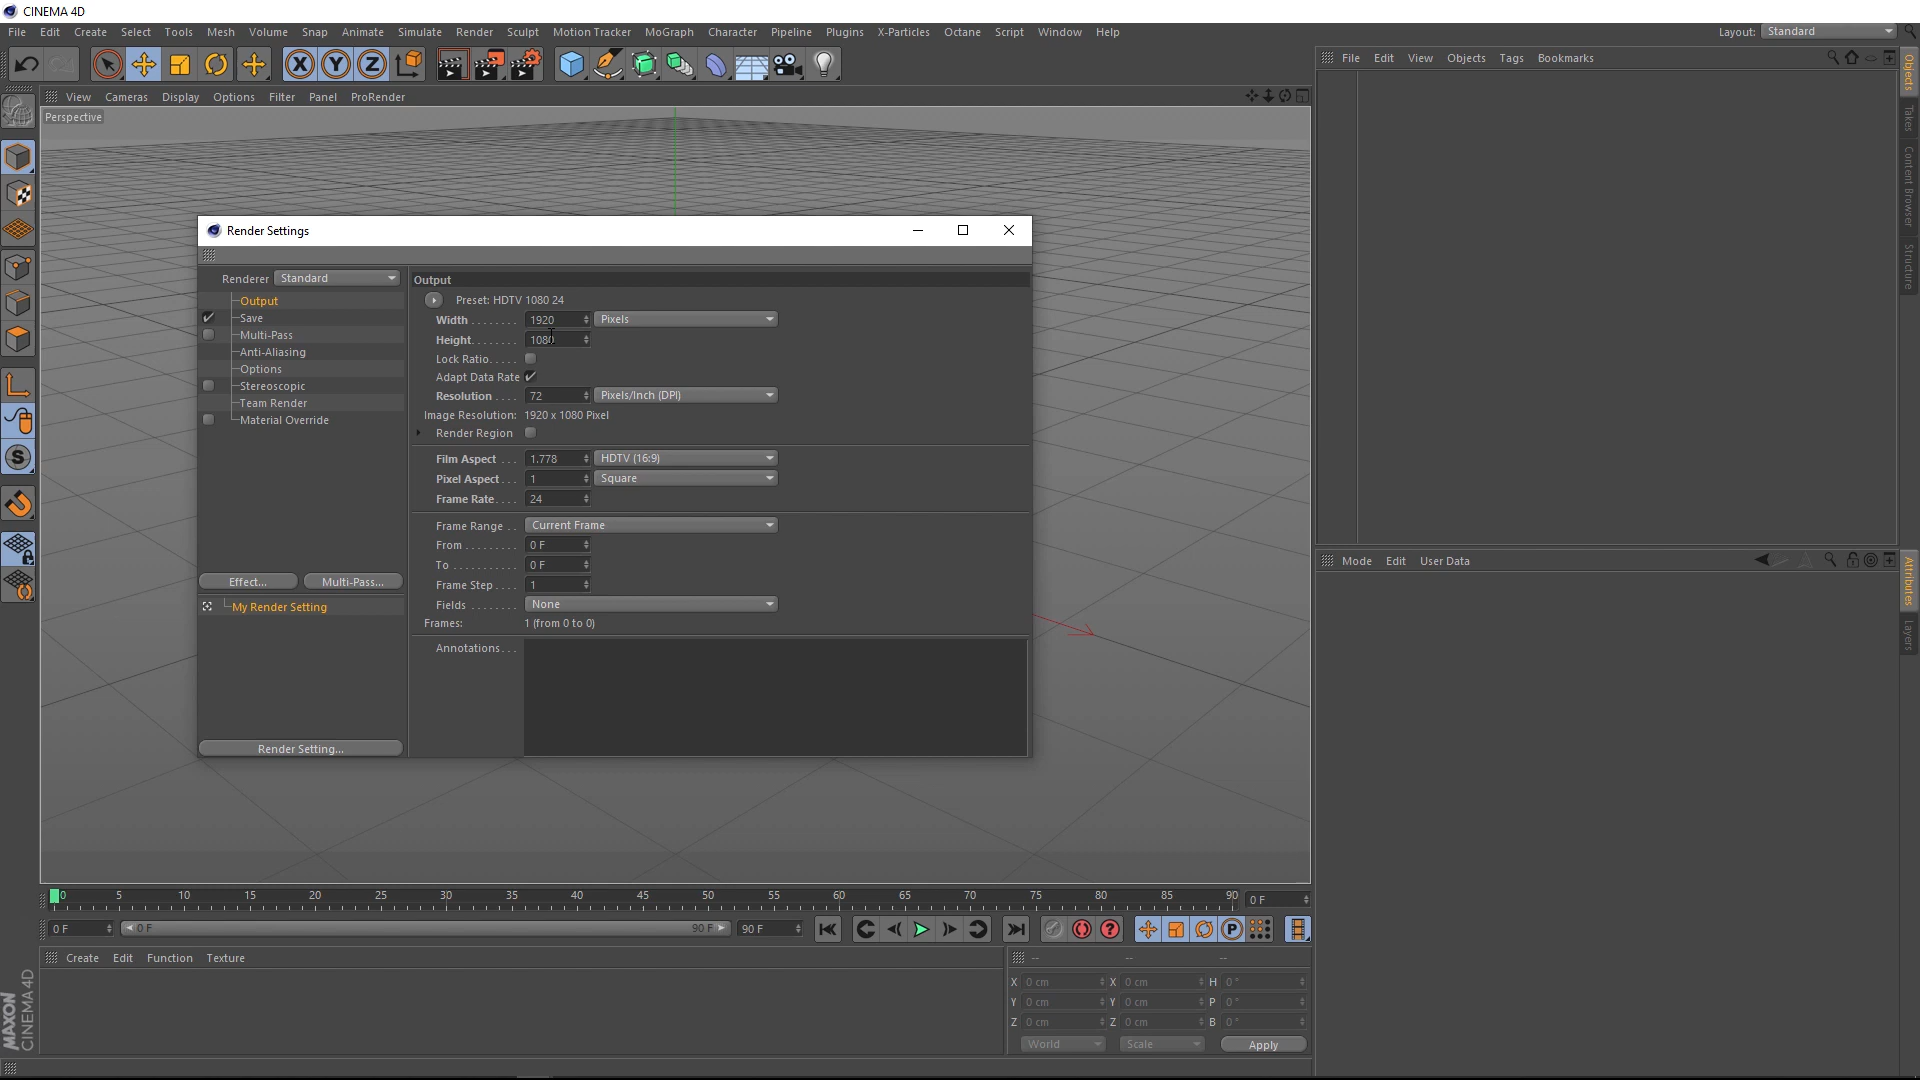 CINEMA 4D
File Edit Create Select Tools Mesh Volume Snap Animate Simulate Render Sculpt Motion Tracker MoGraph Character Pipeline Plugins X-Particles Octane Script Window Help Layout: Standard
View Cameras Display Options Filter Panel ProRender
Perspective
File Edit View Objects Tags Bookmarks
Objects
Takes
Content Browser
Structure
Render Settings
Renderer Standard
Output
Save
Multi-Pass
Anti-Aliasing
Options
Stereoscopic
Team Render
Material Override
Effect... Multi-Pass...
My Render Setting
Render Setting...
Output
Preset: HDTV 1080 24
Width . . . . . . . . 1920 Pixels
Height. . . . . . . 1080
Lock Ratio. . . . .
Adapt Data Rate
Resolution . . . . 72 Pixels/Inch (DPI)
Image Resolution: 1920 x 1080 Pixel
Render Region
Film Aspect . . . 1.778 HDTV (16:9)
Pixel Aspect. . . 1 Square
Frame Rate. . . . 24
Frame Range . . Current Frame
From . . . . . . . . . 0 F
To . . . . . . . . . . . 0 F
Frame Step . . . . 1
Fields . . . . . . . . None
Frames: 1 (from 0 to 0)
Annotations. . .
Mode Edit User Data
Attributes
Layers
0 5 10 15 20 25 30 35 40 45 50 55 60 65 70 75 80 85 90 0 F
0 F 0 F 90 F 90 F
Create Edit Function Texture
-- -- --
X 0 cm X 0 cm H 0 °
Y 0 cm Y 0 cm P 0 °
Z 0 cm Z 0 cm B 0 °
World Scale Apply
MAXON
CINEMA 4D